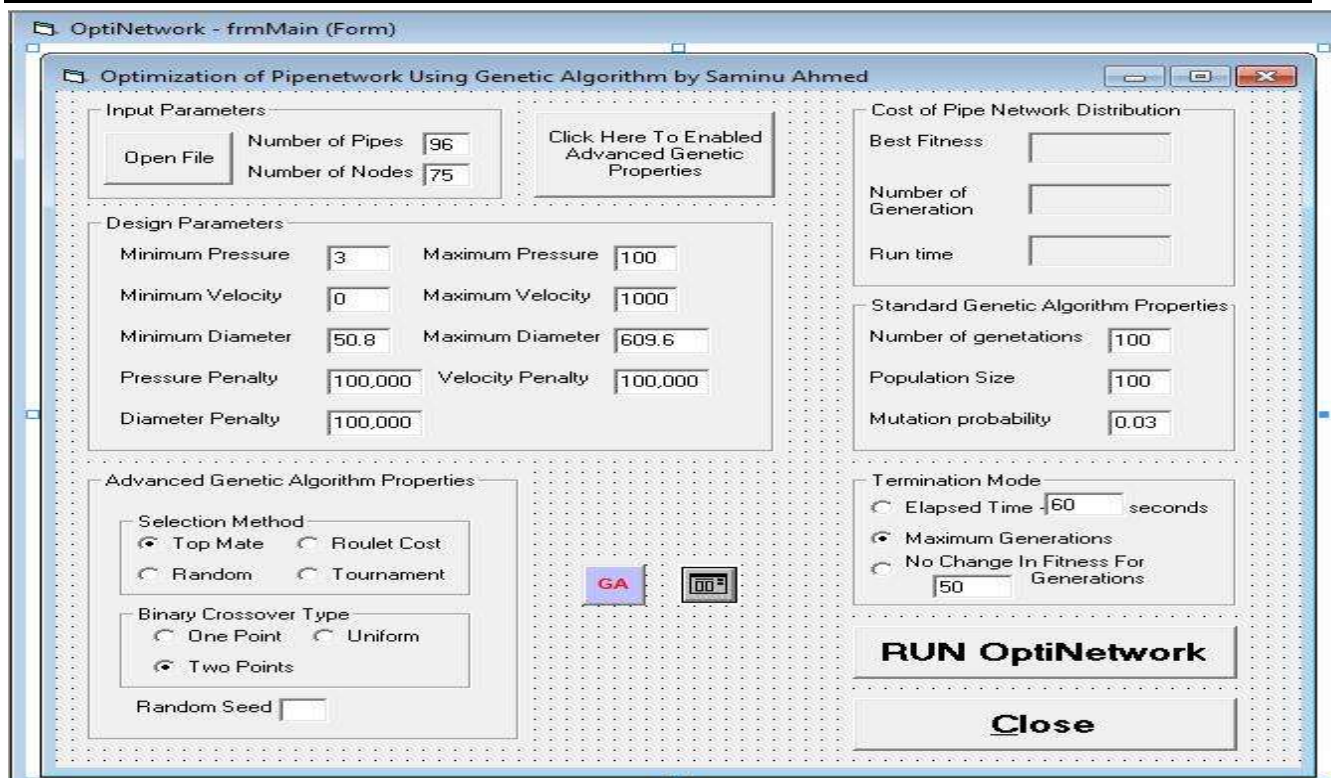 OptiNetwork - frmMain (Form)
Optimization of Pipenetwork Using Genetic Algorithm by Saminu Ahmed
Input Parameters
Open File
Number of Pipes 96
Number of Nodes 75
Click Here To Enabled
Advanced Genetic
Properties
Cost of Pipe Network Distribution
Best Fitness
Number of
Generation
Run time
Design Parameters
Minimum Pressure 3 Maximum Pressure 100
Minimum Velocity 0 Maximum Velocity 1000
Minimum Diameter 50.8 Maximum Diameter 609.6
Pressure Penalty 100,000 Velocity Penalty 100,000
Diameter Penalty 100,000
Standard Genetic Algorithm Properties
Number of genetations 100
Population Size 100
Mutation probability 0.03
Advanced Genetic Algorithm Properties
Selection Method
Top Mate Roulet Cost
Random Tournament
Binary Crossover Type
One Point Uniform
Two Points
Random Seed
GA
Termination Mode
Elapsed Time - 60 seconds
Maximum Generations
No Change In Fitness For
50 Generations
RUN OptiNetwork
Close